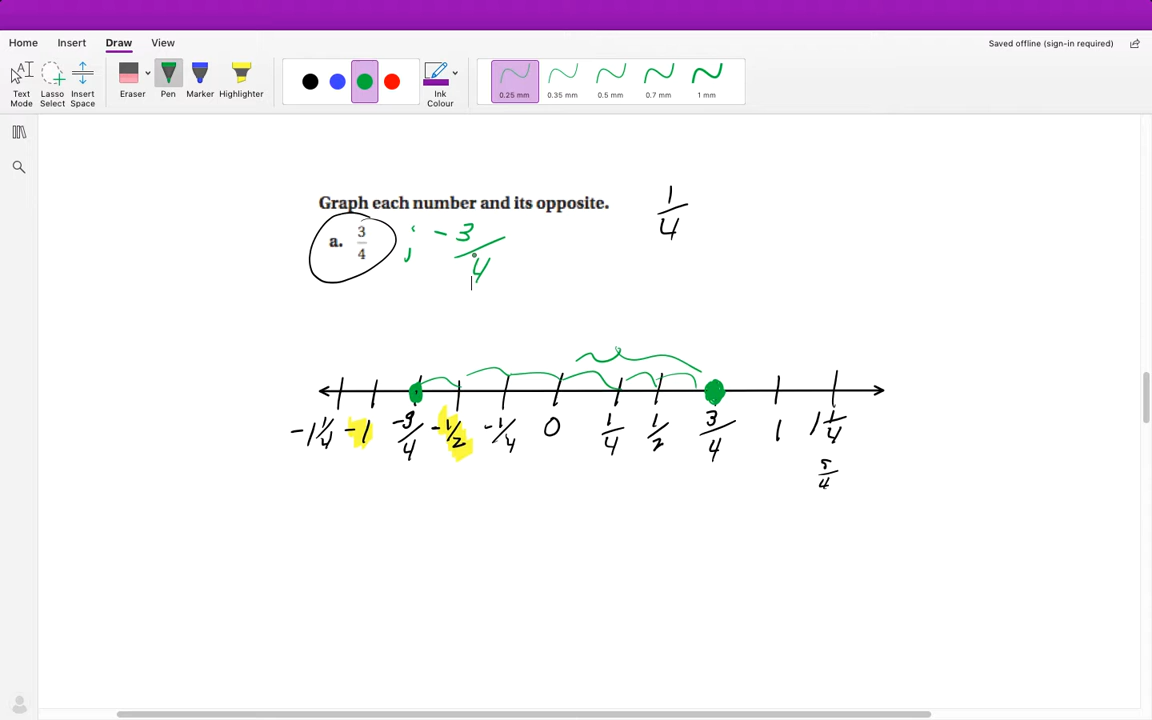 Home Insert Draw View Saved offline (sign-in required)
Text Mode Lasso Select Insert Space Eraser Pen Marker Highlighter Ink Colour 0.25 mm 0.35 mm 0.5 mm 0.7 mm 1 mm
Graph each number and its opposite. 1/4
a. 3/4 ; -3/4
-1 1/4 -1 -3/4 -1/2 -1/4 0 1/4 1/2 3/4 1 1 1/4
5/4